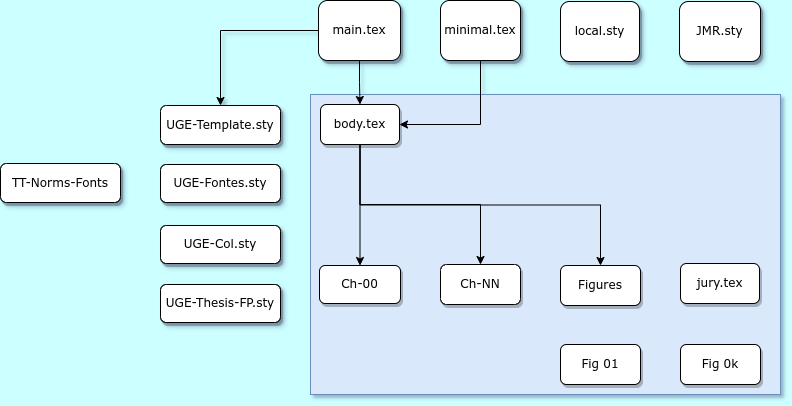 main.tex
minimal.tex
local.sty
JMR.sty
UGE-Template.sty
body.tex
TT-Norms-Fonts
UGE-Fontes.sty
UGE-Col.sty
Ch-00
Ch-NN
Figures
jury.tex
UGE-Thesis-FP.sty
Fig 01
Fig 0k